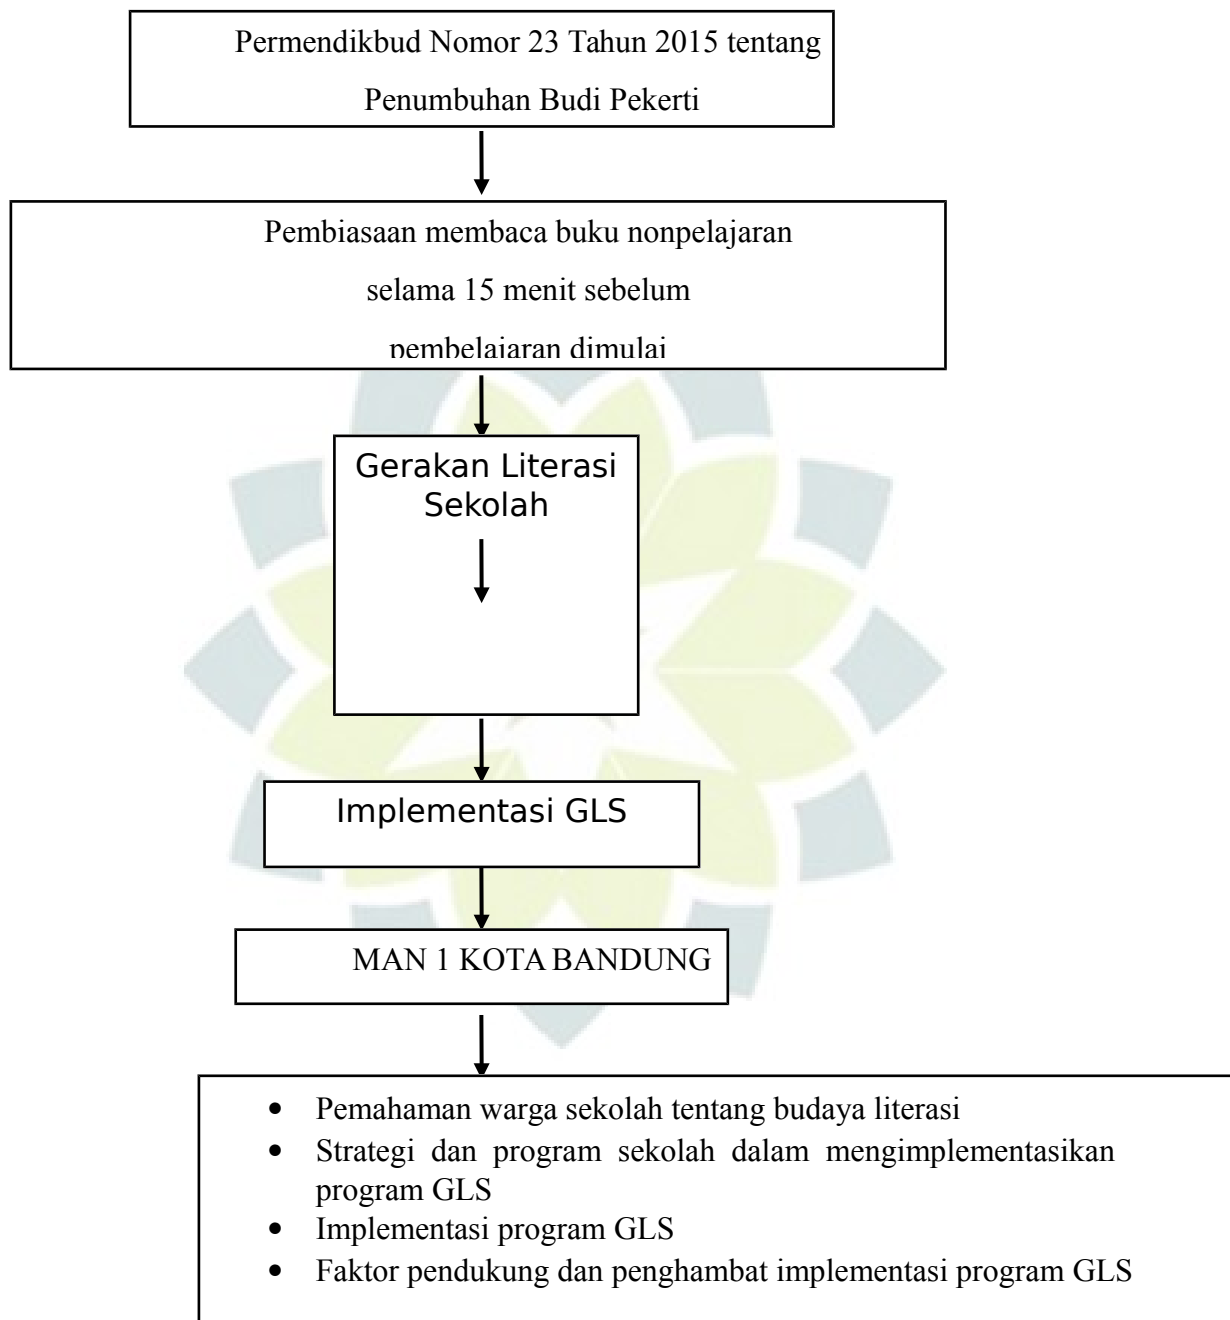 Permendikbud Nomor 23 Tahun 2015 tentang
Penumbuhan Budi Pekerti
Pembiasaan membaca buku nonpelajaran
selama 15 menit sebelum
pembelajaran dimulai
Gerakan Literasi
Sekolah
Implementasi GLS
MAN 1 KOTA BANDUNG
• Pemahaman warga sekolah tentang budaya literasi
• Strategi dan program sekolah dalam mengimplementasikan
program GLS
• Implementasi program GLS
• Faktor pendukung dan penghambat implementasi program GLS